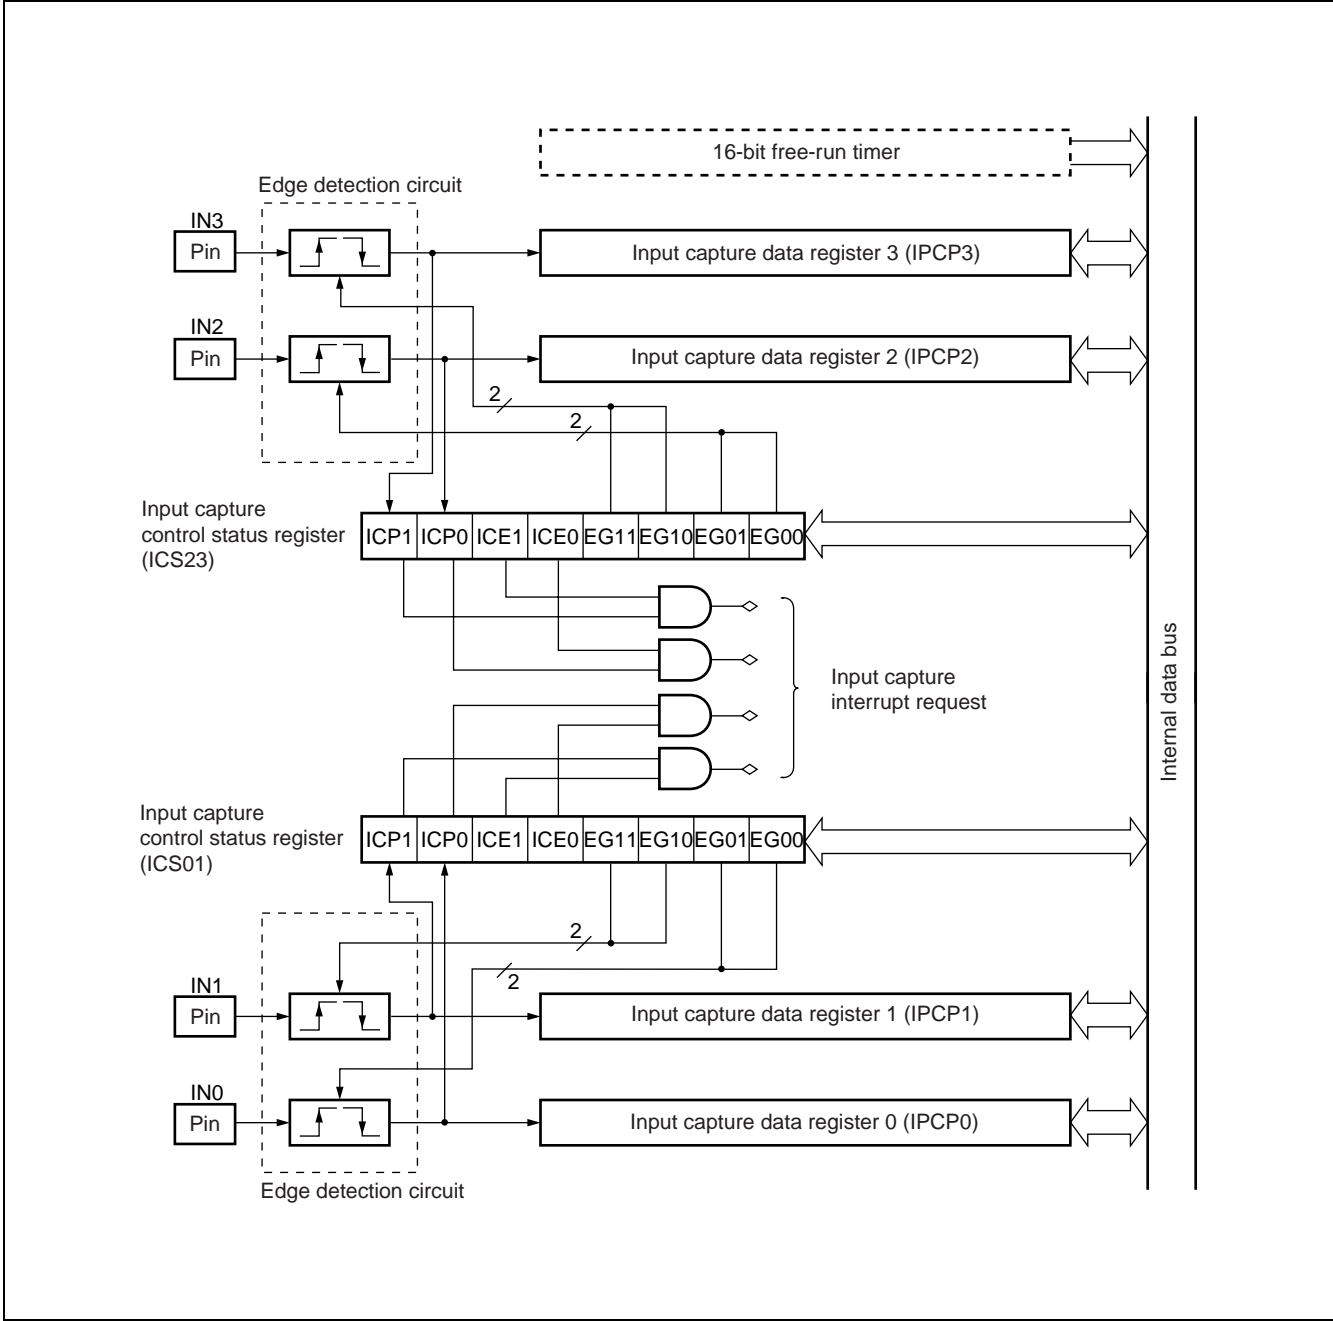 16-bit free-run timer
Edge detection circuit
IN3
Pin
Input capture data register 3 (IPCP3)
IN2
Pin
Input capture data register 2 (IPCP2)
2
2
Input capture
control status register
(ICS23)
ICP1 ICP0 ICE1 ICE0 EG11 EG10 EG01 EG00
Input capture
interrupt request
Internal data bus
Input capture
control status register
(ICS01)
ICP1 ICP0 ICE1 ICE0 EG11 EG10 EG01 EG00
2
2
IN1
Pin
Input capture data register 1 (IPCP1)
IN0
Pin
Input capture data register 0 (IPCP0)
Edge detection circuit